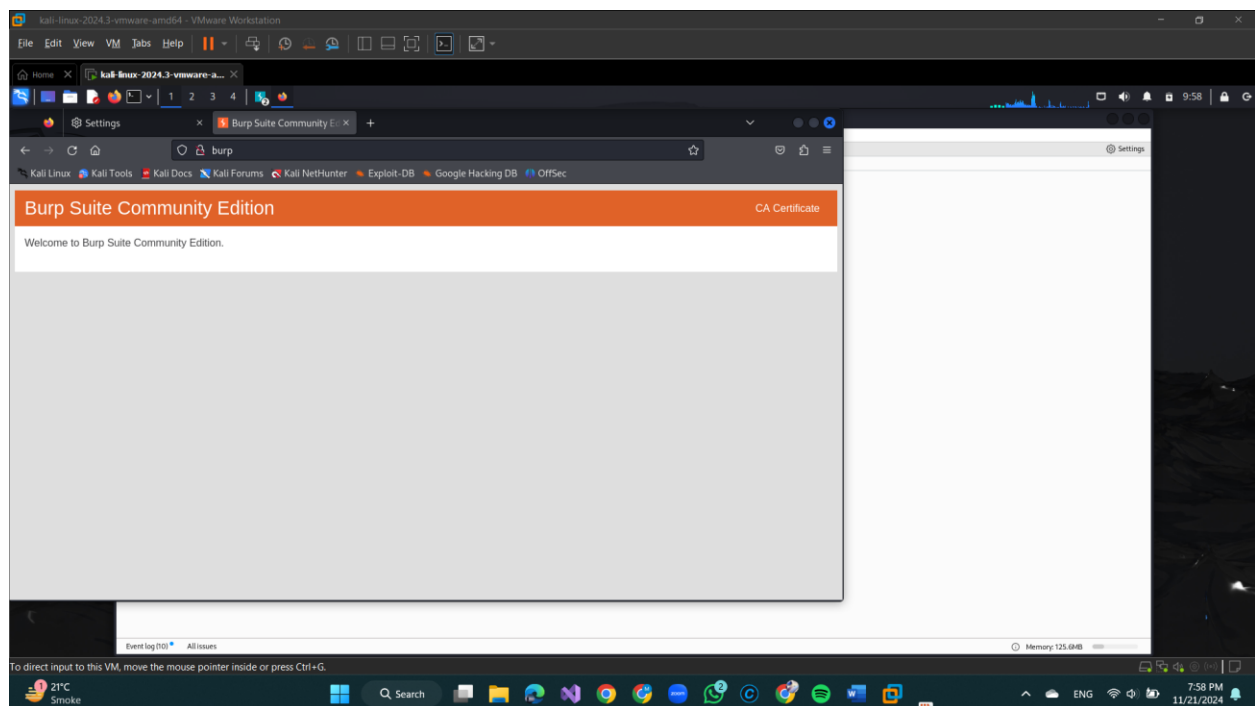 kali-linux-2024.3-vmware-amd64 - VMware Workstation
File Edit View VM Tabs Help
Home kali-linux-2024.3-vmware-a...
1 2 3 4 9:58
Settings Burp Suite Community Ed
burp
Settings
Kali Linux Kali Tools Kali Docs Kali Forums Kali NetHunter Exploit-DB Google Hacking DB OffSec
Burp Suite Community Edition CA Certificate
Welcome to Burp Suite Community Edition.
Event log (10) All issues Memory: 125.6MB
To direct input to this VM, move the mouse pointer inside or press Ctrl+G.
21°C Search ENG 7:58 PM
Smoke 11/21/2024